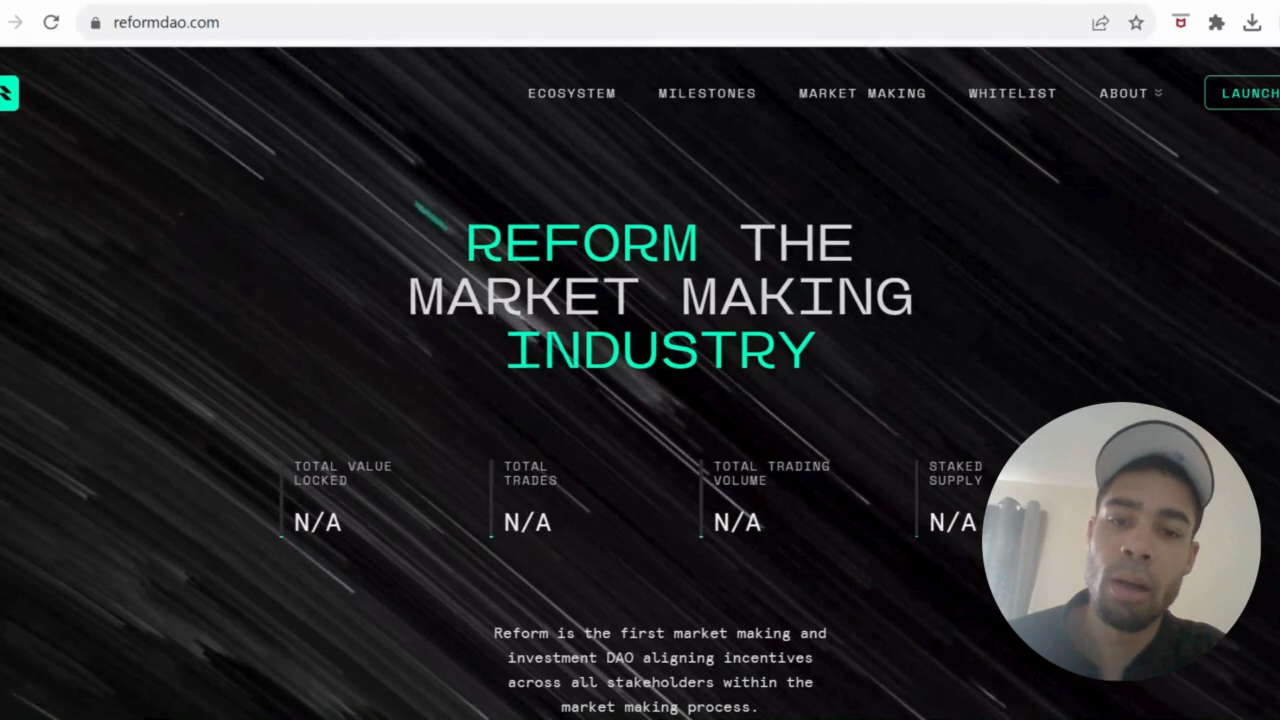 reformdao.com
ECOSYSTEM MILESTONES MARKET MAKING WHITELIST ABOUT LAUNCH
REFORM THE
MARKET MAKING
INDUSTRY
TOTAL VALUE
LOCKED
N/A
TOTAL
TRADES
N/A
TOTAL TRADING
VOLUME
N/A
STAKED
SUPPLY
N/A
Reform is the first market making and
investment DAO aligning incentives
across all stakeholders within the
market making process.